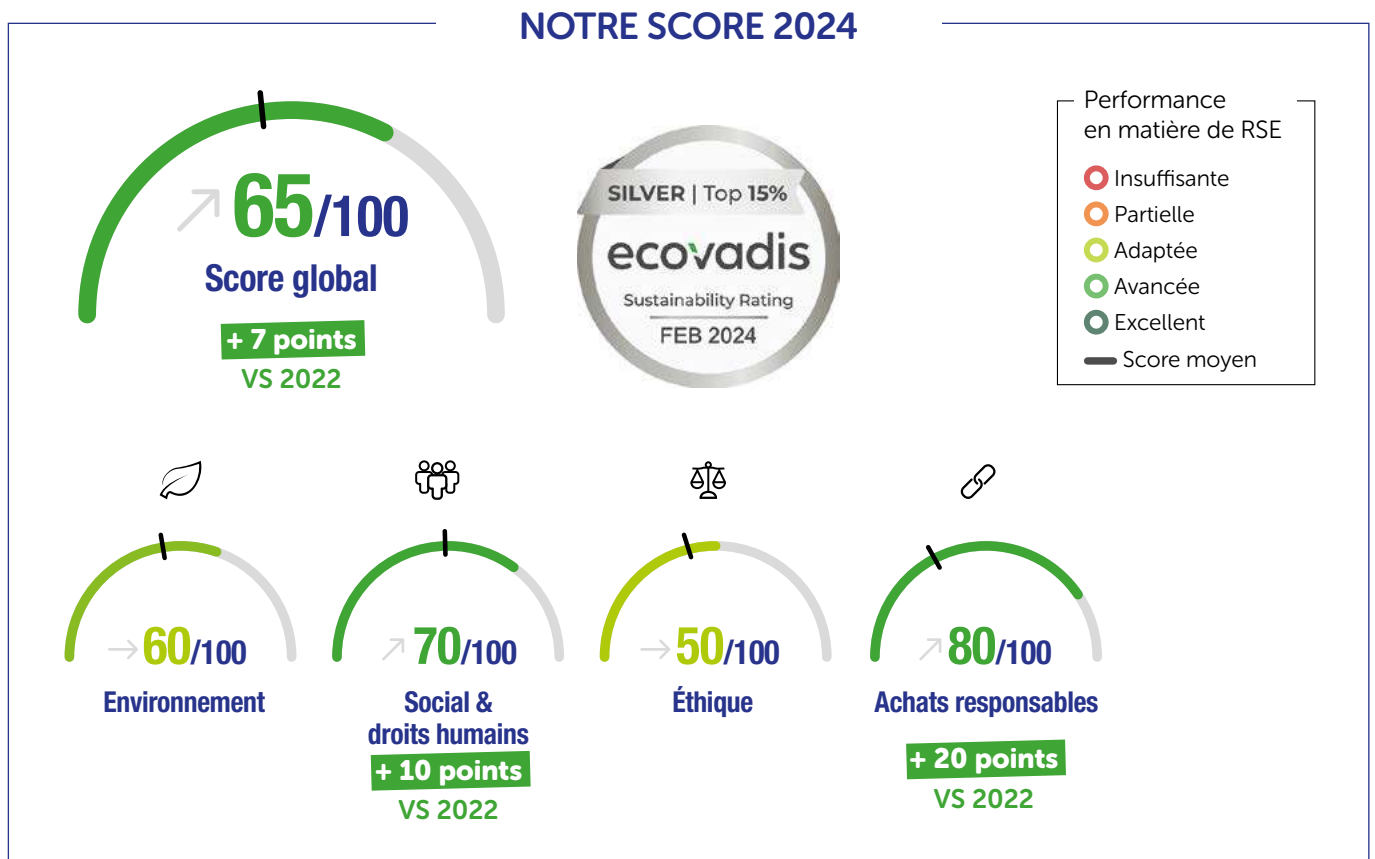 NOTRE SCORE 2024
65/100
Score global
+ 7 points
VS 2022
SILVER | Top 15%
ecovadis
Sustainability Rating
FEB 2024
Performance
en matière de RSE
Insuffisante
Partielle
Adaptée
Avancée
Excellent
Score moyen
60/100
Environnement
70/100
Social &
droits humains
+ 10 points
VS 2022
50/100
Éthique
80/100
Achats responsables
+ 20 points
VS 2022